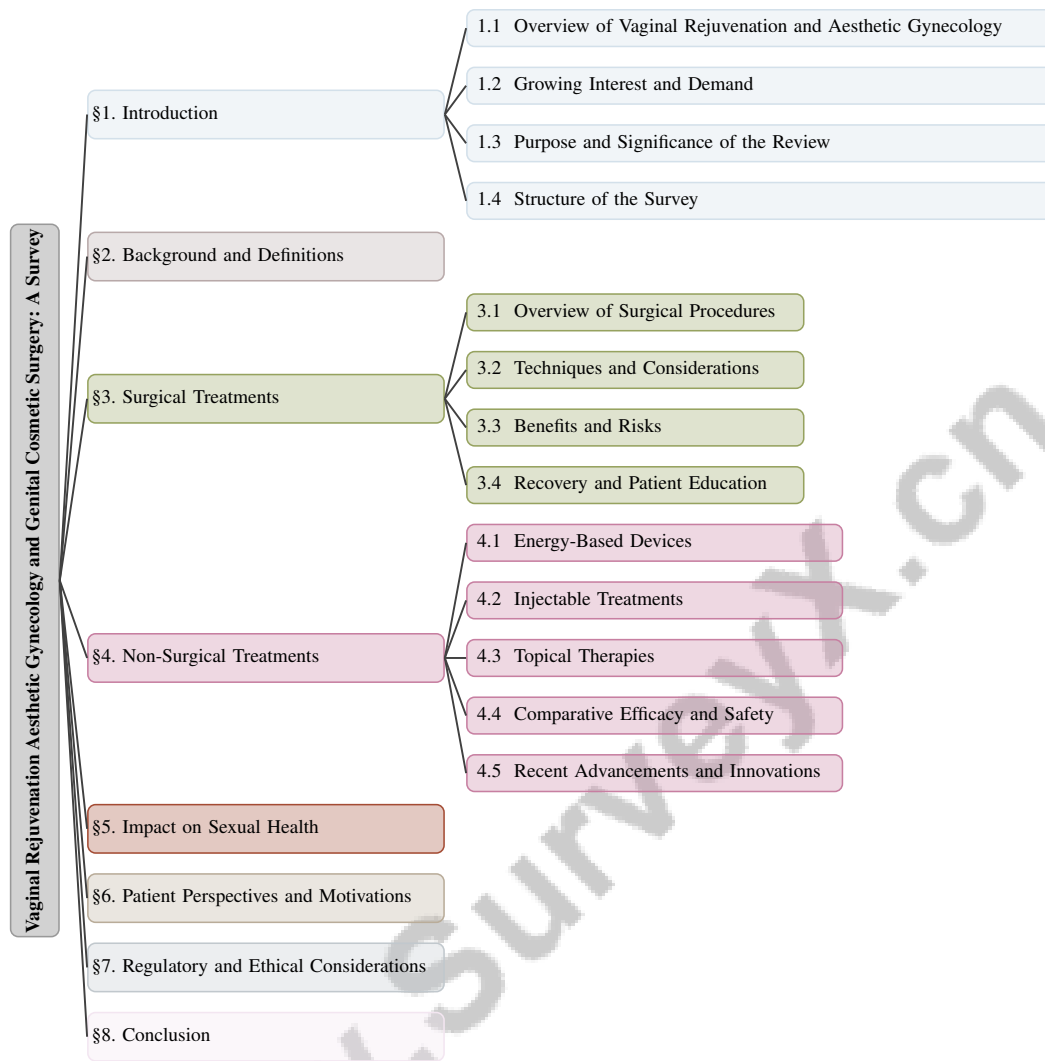 Vaginal Rejuvenation Aesthetic Gynecology and Genital Cosmetic Surgery: A Survey
§1. Introduction
1.1 Overview of Vaginal Rejuvenation and Aesthetic Gynecology
1.2 Growing Interest and Demand
1.3 Purpose and Significance of the Review
1.4 Structure of the Survey
§2. Background and Definitions
§3. Surgical Treatments
3.1 Overview of Surgical Procedures
3.2 Techniques and Considerations
3.3 Benefits and Risks
3.4 Recovery and Patient Education
§4. Non-Surgical Treatments
4.1 Energy-Based Devices
4.2 Injectable Treatments
4.3 Topical Therapies
4.4 Comparative Efficacy and Safety
4.5 Recent Advancements and Innovations
§5. Impact on Sexual Health
§6. Patient Perspectives and Motivations
§7. Regulatory and Ethical Considerations
§8. Conclusion
.surveyx.cn